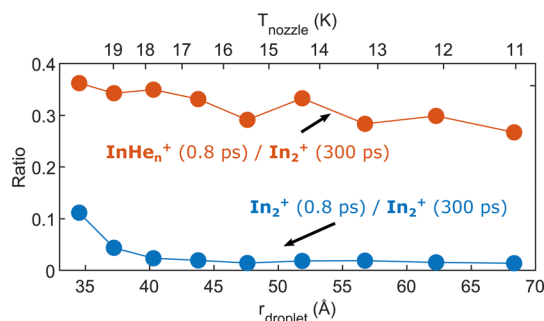 T_nozzle (K)
19 18 17 16 15 14 13 12 11
0.4
0.3
InHe_n^+ (0.8 ps) / In_2^+ (300 ps)
Ratio
0.2
In_2^+ (0.8 ps) / In_2^+ (300 ps)
0.1
0
35 40 45 50 55 60 65 70
r_droplet (Å)